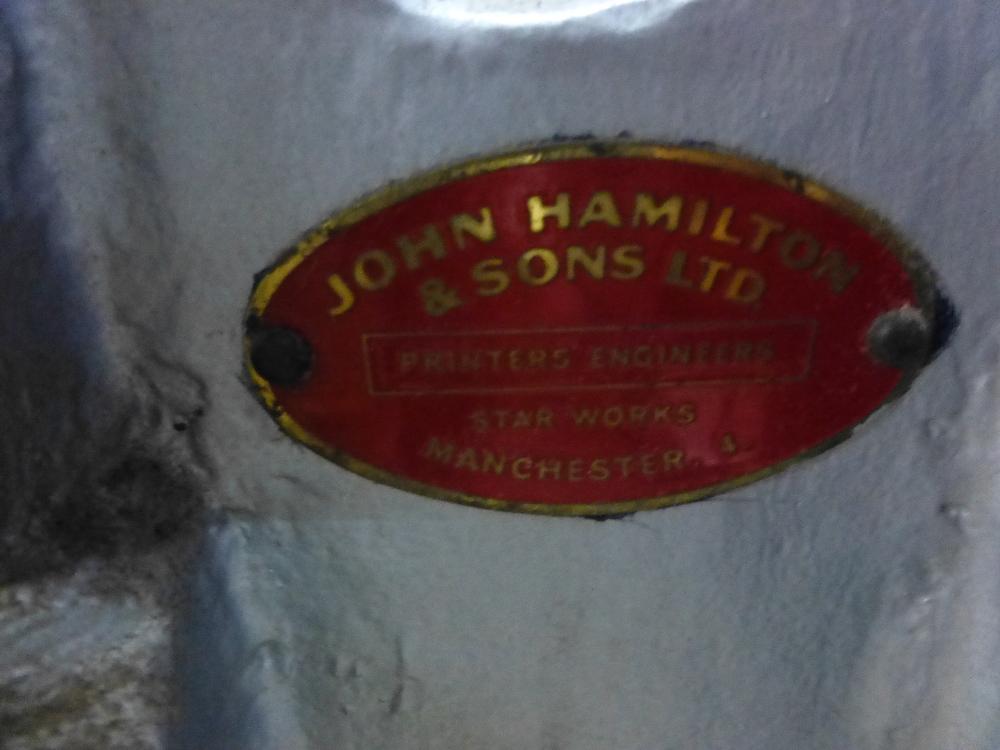 JOHN HAMILTON
& SONS LTD.
PRINTERS ENGINEERS
STAR WORKS
MANCHESTER. 4.